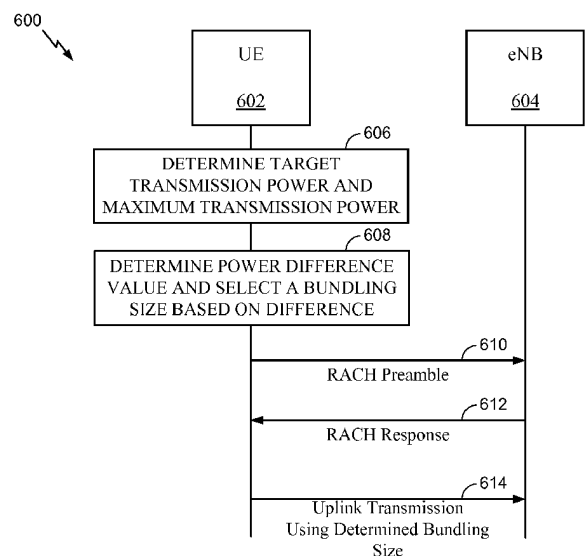 600
UE
602
eNB
604
606
DETERMINE TARGET
TRANSMISSION POWER AND
MAXIMUM TRANSMISSION POWER
608
DETERMINE POWER DIFFERENCE
VALUE AND SELECT A BUNDLING
SIZE BASED ON DIFFERENCE
610
RACH Preamble
612
RACH Response
614
Uplink Transmission
Using Determined Bundling
Size